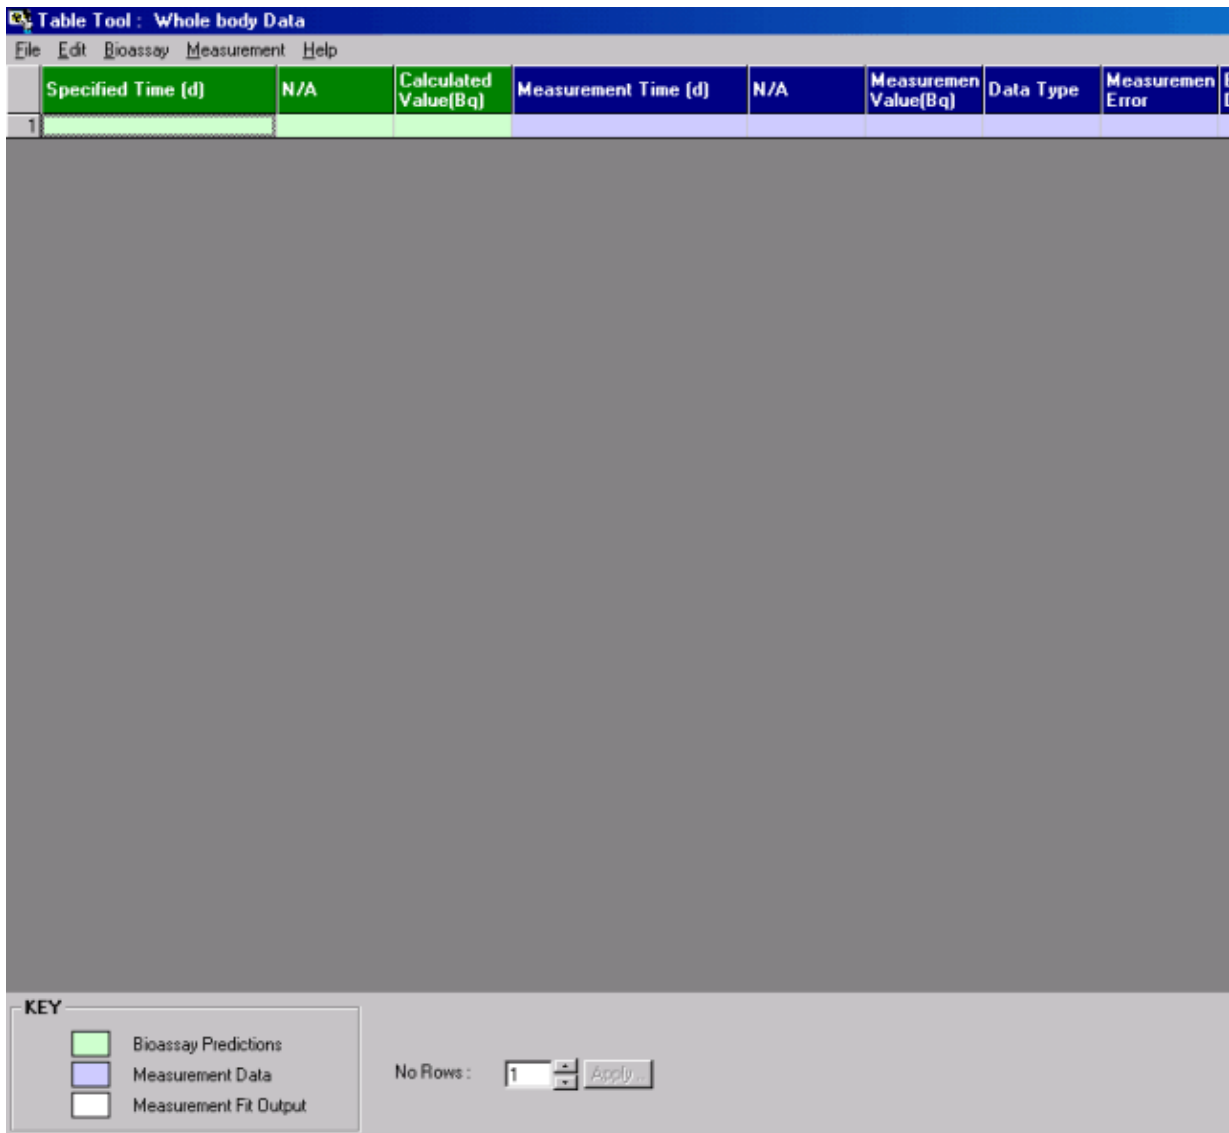 Table Tool : Whole body Data
File Edit Bioassay Measurement Help
Specified Time (d) N/A Calculated Value(Bq) Measurement Time (d) N/A Measuremen Value(Bq) Data Type Measuremen Error
1
KEY
Bioassay Predictions
Measurement Data
No Rows : 1 Apply...
Measurement Fit Output